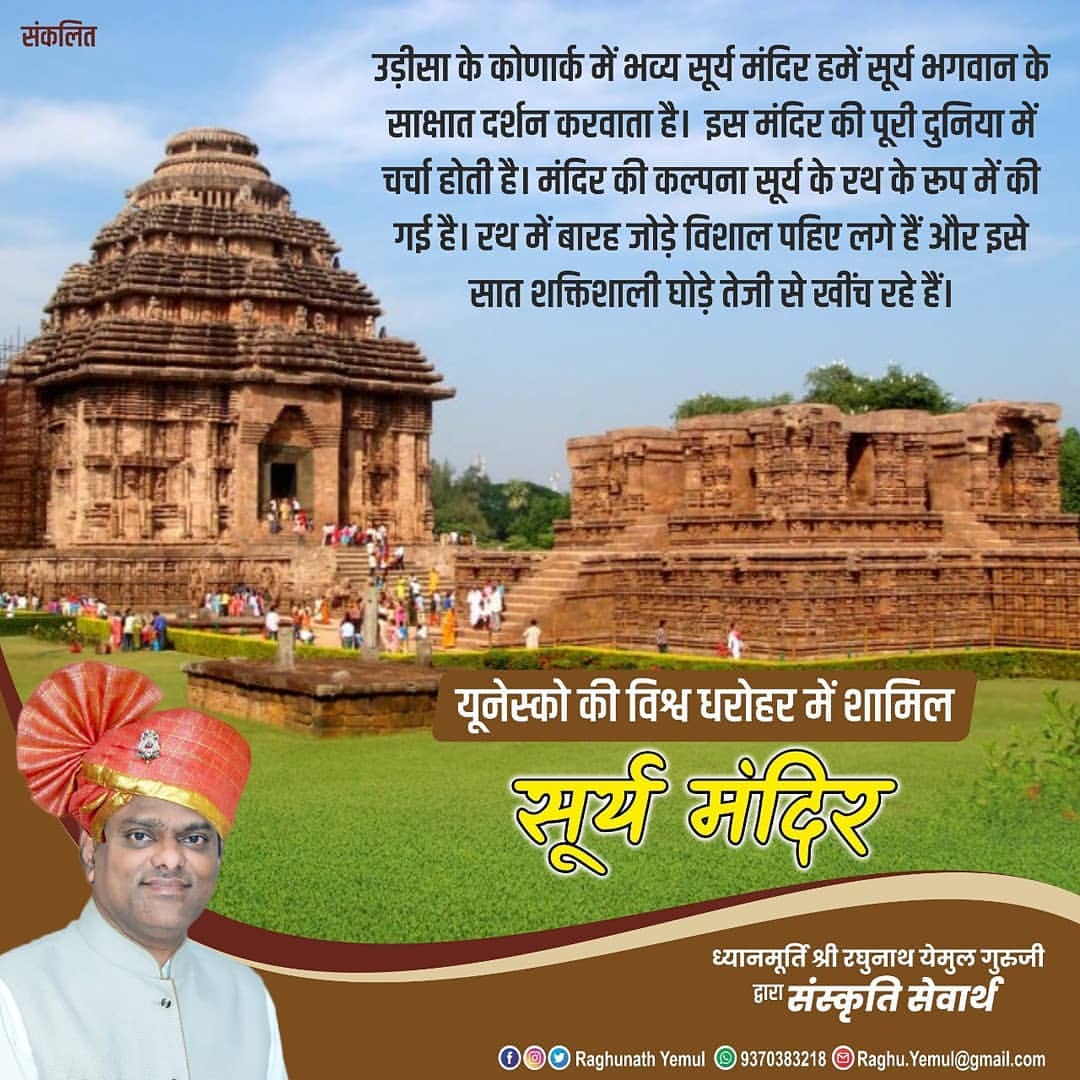 संकलित
उड़ीसा के कोणार्क में भव्य सूर्य मंदिर हमें सूर्य भगवान के
साक्षात दर्शन करवाता है। इस मंदिर की पूरी दुनिया में
चर्चा होती है। मंदिर की कल्पना सूर्य के रथ के रूप में की
गई है। रथ में बारह जोड़े विशाल पहिए लगे हैं और इसे
सात शक्तिशाली घोड़े तेजी से खींच रहे हैं।
यूनेस्को की विश्व धरोहर में शामिल
सूर्य मंदिर
ध्यानमूर्ति श्री रघुनाथ येमुल गुरुजी
द्वारा संस्कृति सेवार्थ
Raghunath Yemul 9370383218 Raghu.Yemul@gmail.com